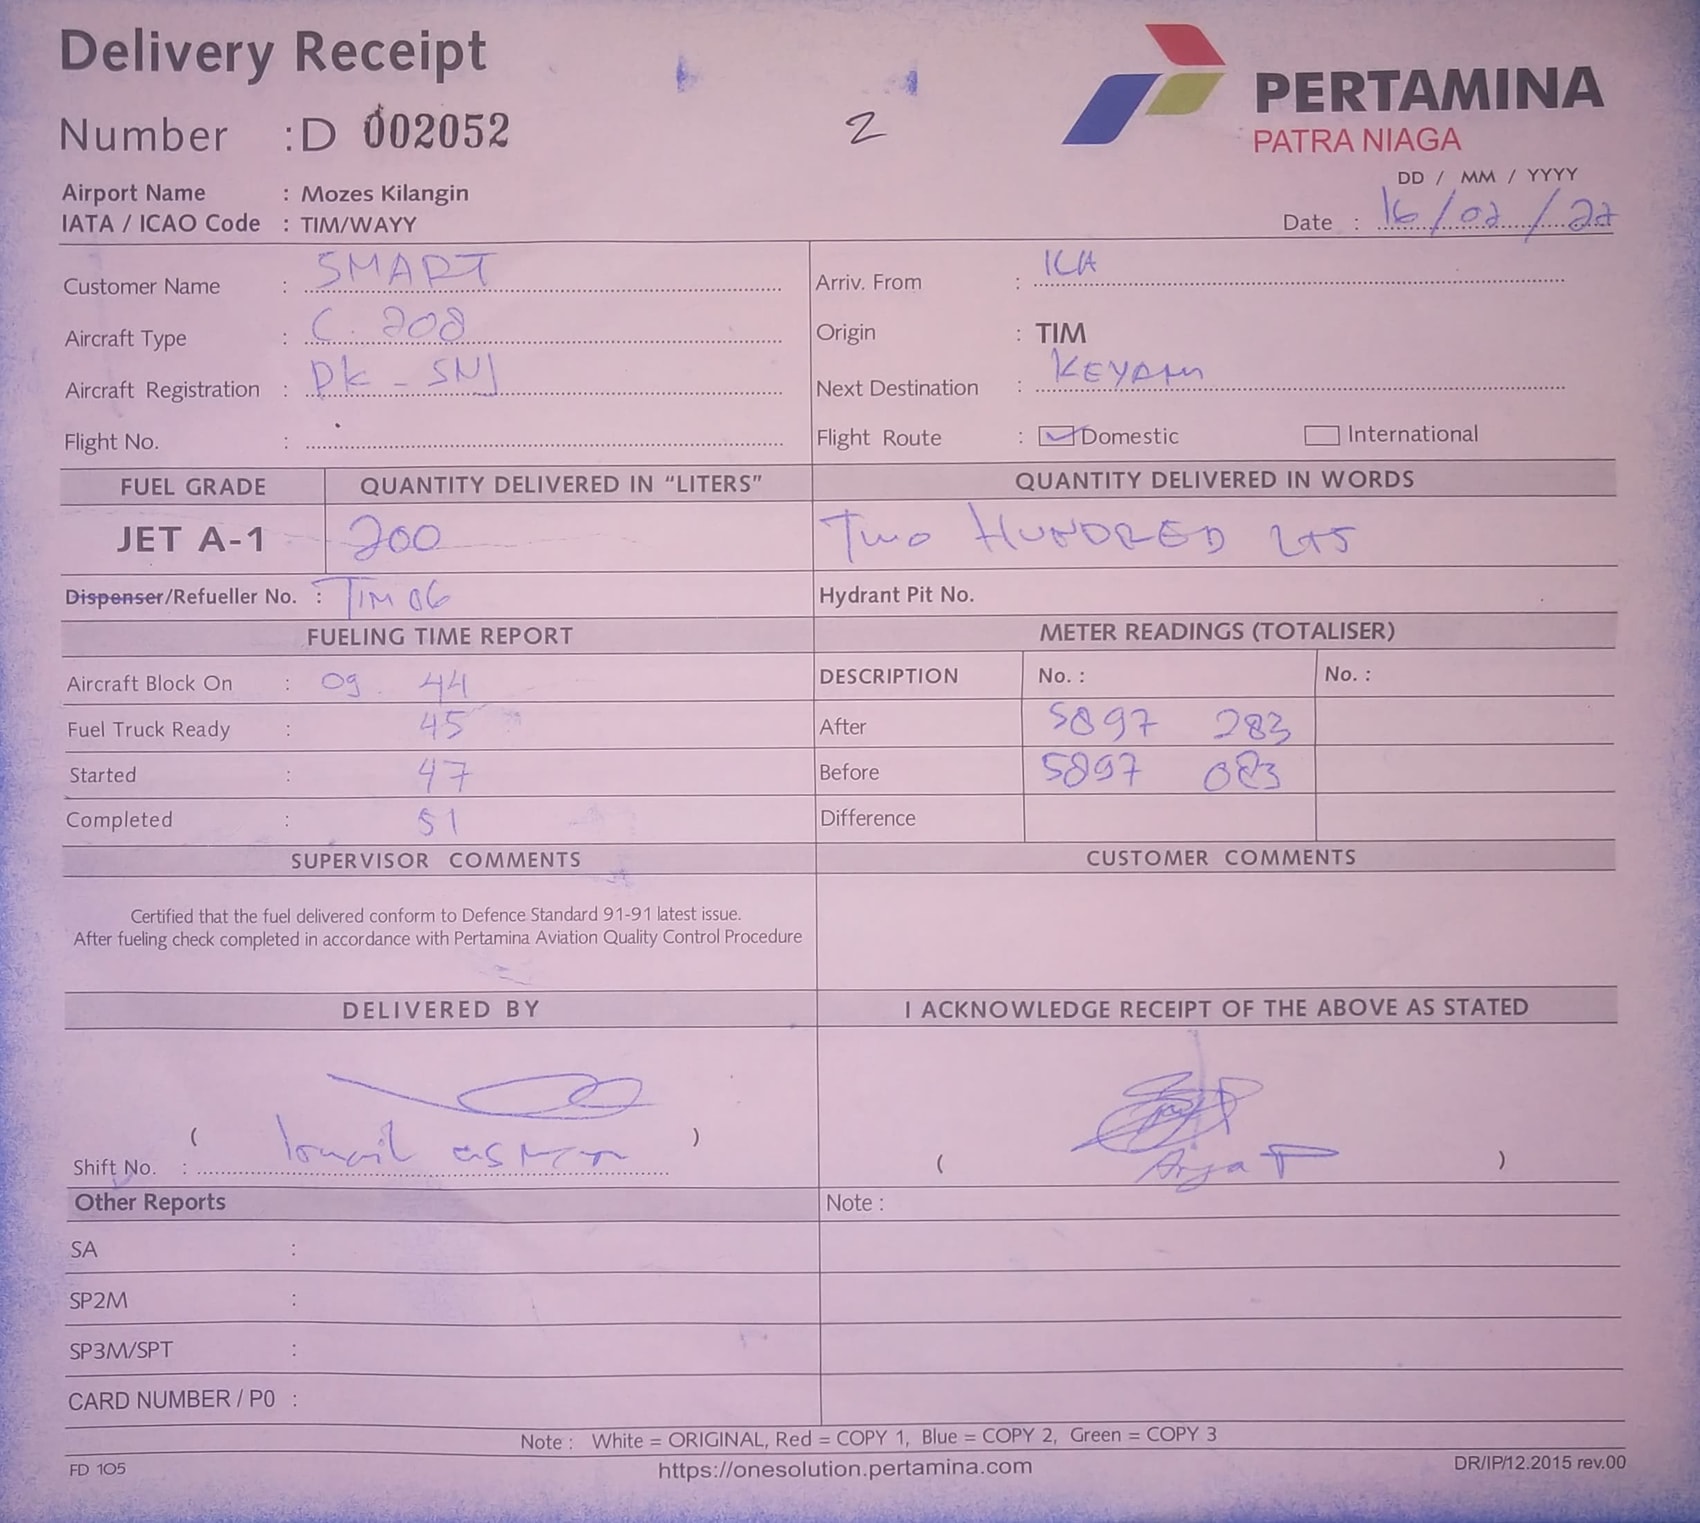 Delivery Receipt
Number : D 002052
2
PERTAMINA
PATRA NIAGA
Airport Name : Mozes Kilangin
IATA / ICAO Code : TIM/WAYY
DD / MM / YYYY
Date : 16/02/22
Customer Name : SMART
Arriv. From :
Aircraft Type : C. 208
Origin : TIM
Aircraft Registration : PK - SNJ
Next Destination :
Flight No. :
Flight Route : Domestic International
FUEL GRADE QUANTITY DELIVERED IN "LITERS" QUANTITY DELIVERED IN WORDS
JET A-1 200 TWO HUNDRED LTS
Dispenser/Refueller No. : TIM 06 Hydrant Pit No.
FUELING TIME REPORT METER READINGS (TOTALISER)
Aircraft Block On : 09 44 DESCRIPTION No. : No. :
Fuel Truck Ready : 45 After 5897 283
Started : 47 Before 5897 083
Completed : 51 Difference
SUPERVISOR COMMENTS CUSTOMER COMMENTS
Certified that the fuel delivered conform to Defence Standard 91-91 latest issue.
After fueling check completed in accordance with Pertamina Aviation Quality Control Procedure
DELIVERED BY I ACKNOWLEDGE RECEIPT OF THE ABOVE AS STATED
( )
Shift No. :
( Arya P )
Other Reports Note :
SA :
SP2M :
SP3M/SPT :
CARD NUMBER / P0 :
Note : White = ORIGINAL, Red = COPY 1, Blue = COPY 2, Green = COPY 3
FD 105 https://onesolution.pertamina.com DR/IP/12.2015 rev.00